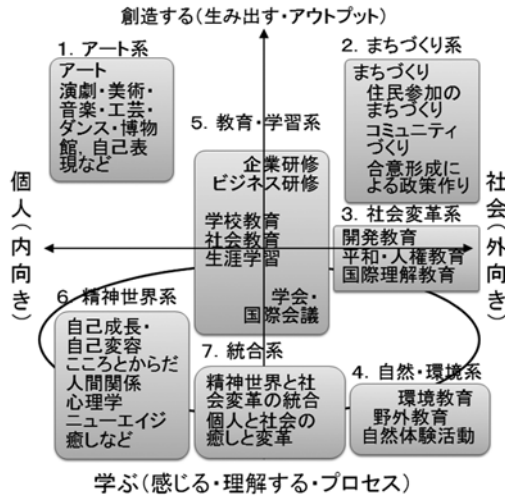 創造する(生み出す・アウトプット)
1. アート系
アート
演劇・美術・
音楽・工芸・
ダンス・博物
館, 自己表
現など
2. まちづくり系
まちづくり
住民参加の
まちづくり
コミュニティ
づくり
合意形成に
よる政策作り
5. 教育・学習系
企業研修
ビジネス研修
学校教育
社会教育
生涯学習
学会・
国際会議
個人(内向き)
社会(外向き)
3. 社会変革系
開発教育
平和・人権教育
国際理解教育
6. 精神世界系
自己成長・
自己変容
こころとからだ
人間関係
心理学
ニューエイジ
癒しなど
7. 統合系
精神世界と社
会変革の統合
個人と社会の
癒しと変革
4. 自然・環境系
環境教育
野外教育
自然体験活動
学ぶ(感じる・理解する・プロセス)